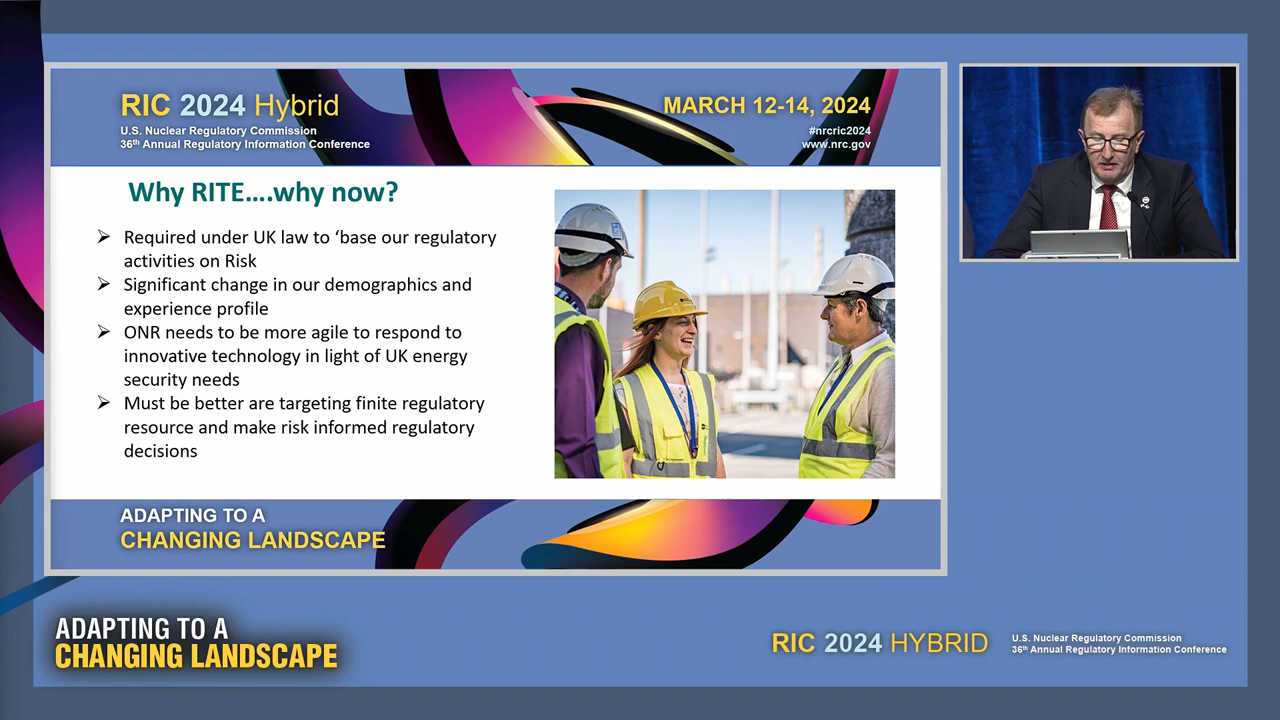 RIC 2024 Hybrid
U.S. Nuclear Regulatory Commission
36th Annual Regulatory Information Conference
MARCH 12-14, 2024
#nrcric2024
www.nrc.gov
Why RITE....why now?
➢ Required under UK law to ‘base our regulatory
activities on Risk
➢ Significant change in our demographics and
experience profile
➢ ONR needs to be more agile to respond to
innovative technology in light of UK energy
security needs
➢ Must be better are targeting finite regulatory
resource and make risk informed regulatory
decisions
ADAPTING TO A
CHANGING LANDSCAPE
ADAPTING TO A
CHANGING LANDSCAPE
RIC 2024 HYBRID
U.S. Nuclear Regulatory Commission
36th Annual Regulatory Information Conference